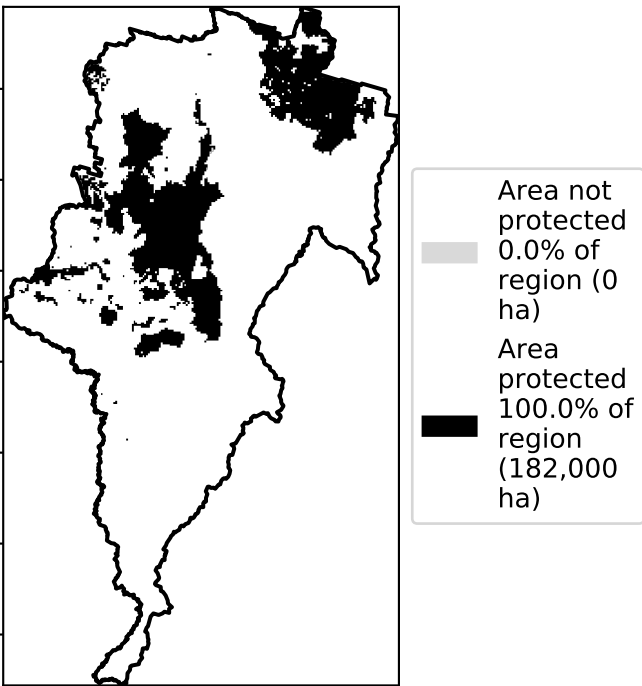 Area not
protected
0.0% of
region (0
ha)
Area
protected
100.0% of
region
(182,000
ha)